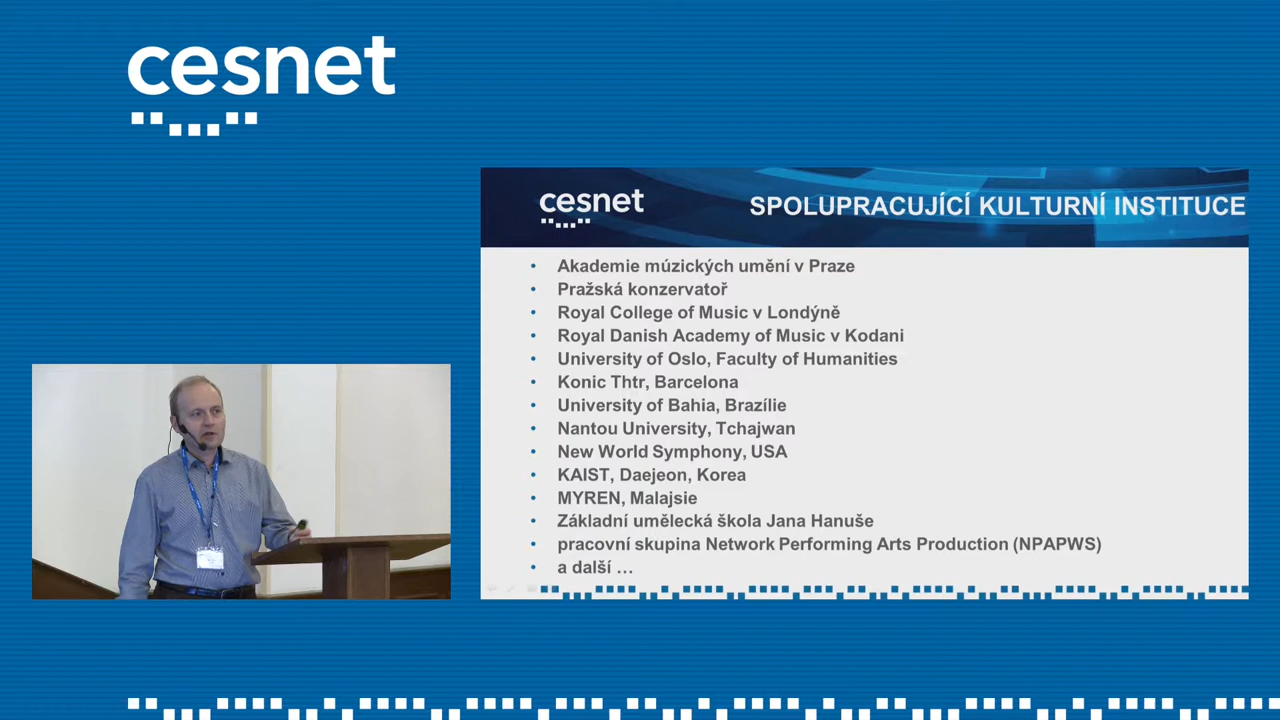 cesnet
cesnet
SPOLUPRACUJÍCÍ KULTURNÍ INSTITUCE
• Akademie múzických umění v Praze
• Pražská konzervatoř
• Royal College of Music v Londýně
• Royal Danish Academy of Music v Kodani
• University of Oslo, Faculty of Humanities
• Konic Thtr, Barcelona
• University of Bahia, Brazílie
• Nantou University, Tchajwan
• New World Symphony, USA
• KAIST, Daejeon, Korea
• MYREN, Malajsie
• Základní umělecká škola Jana Hanuše
• pracovní skupina Network Performing Arts Production (NPAPWS)
• a další …